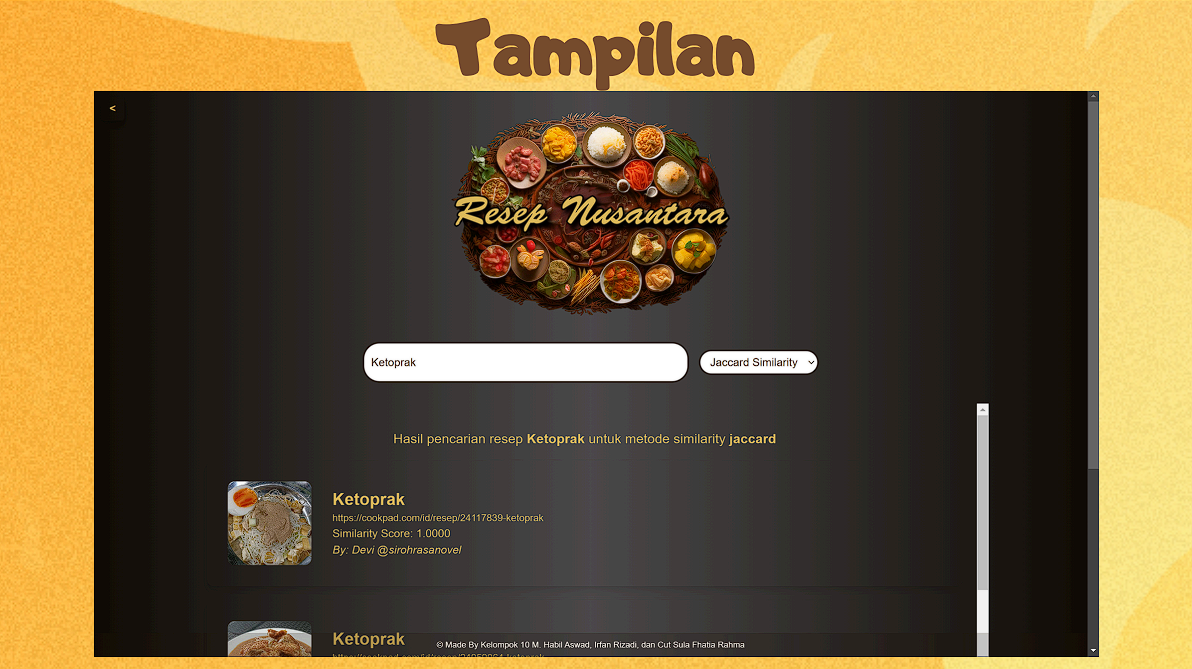 Tampilan
<
Resep Nusantara
Ketoprak
Jaccard Similarity
Hasil pencarian resep Ketoprak untuk metode similarity jaccard
Ketoprak
https://cookpad.com/id/resep/24117839-ketoprak
Similarity Score: 1.0000
By: Devi @sirohrasanovel
Ketoprak
© Made By Kelompok 10 M. Habil Aswad, Irfan Rizadi, dan Cut Sula Fhatia Rahma